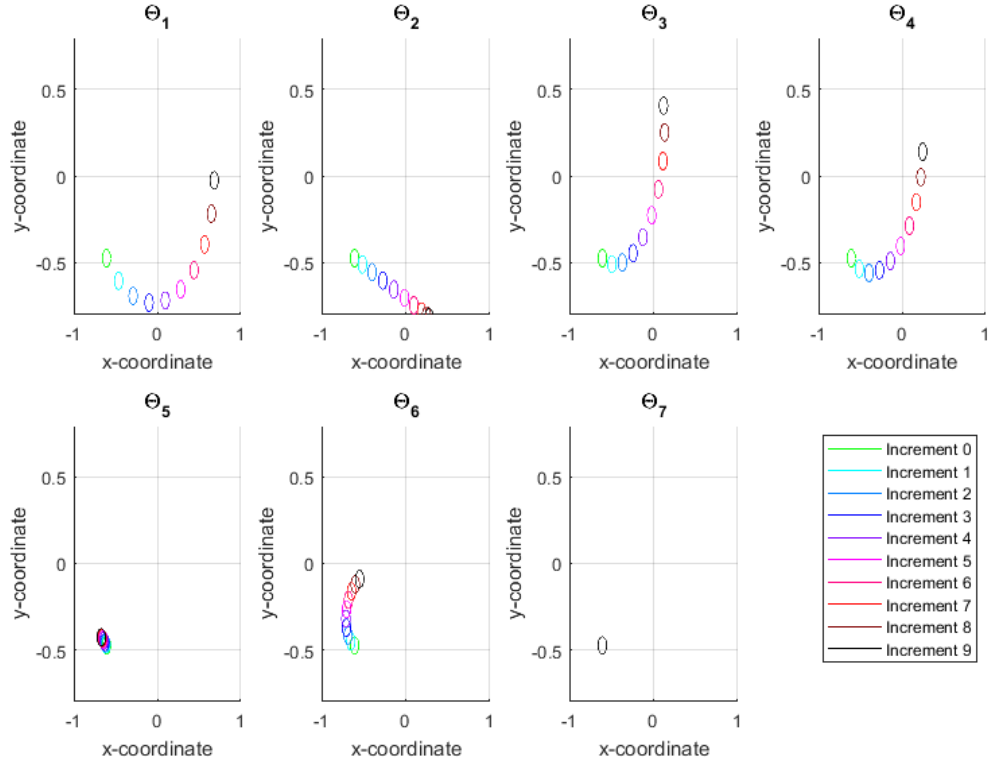 Θ1
Θ2
Θ3
Θ4
y-coordinate
0.5
0
-0.5
-1
0
1
x-coordinate
y-coordinate
0.5
0
-0.5
-1
0
1
x-coordinate
y-coordinate
0.5
0
-0.5
-1
0
1
x-coordinate
y-coordinate
0.5
0
-0.5
-1
0
1
x-coordinate
Θ5
Θ6
Θ7
y-coordinate
0.5
0
-0.5
-1
0
1
x-coordinate
y-coordinate
0.5
0
-0.5
-1
0
1
x-coordinate
y-coordinate
0.5
0
-0.5
-1
0
1
x-coordinate
Increment 0
Increment 1
Increment 2
Increment 3
Increment 4
Increment 5
Increment 6
Increment 7
Increment 8
Increment 9